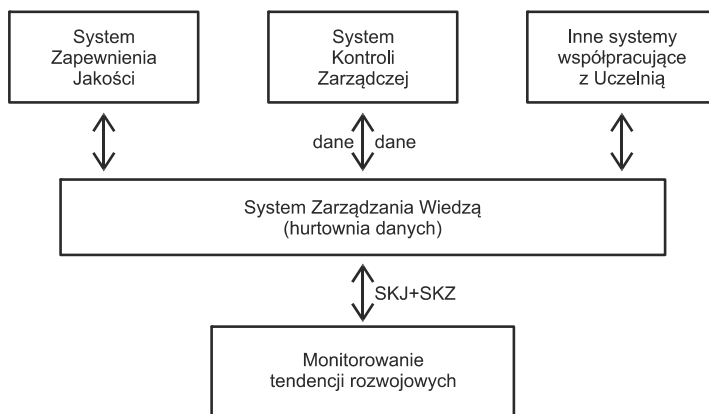 System
Zapewnienia
Jakości
System
Kontroli
Zarządczej
Inne systemy
współpracujące
z Uczelnią
dane dane
System Zarządzania Wiedzą
(hurtownia danych)
SKJ+SKZ
Monitorowanie
tendencji rozwojowych